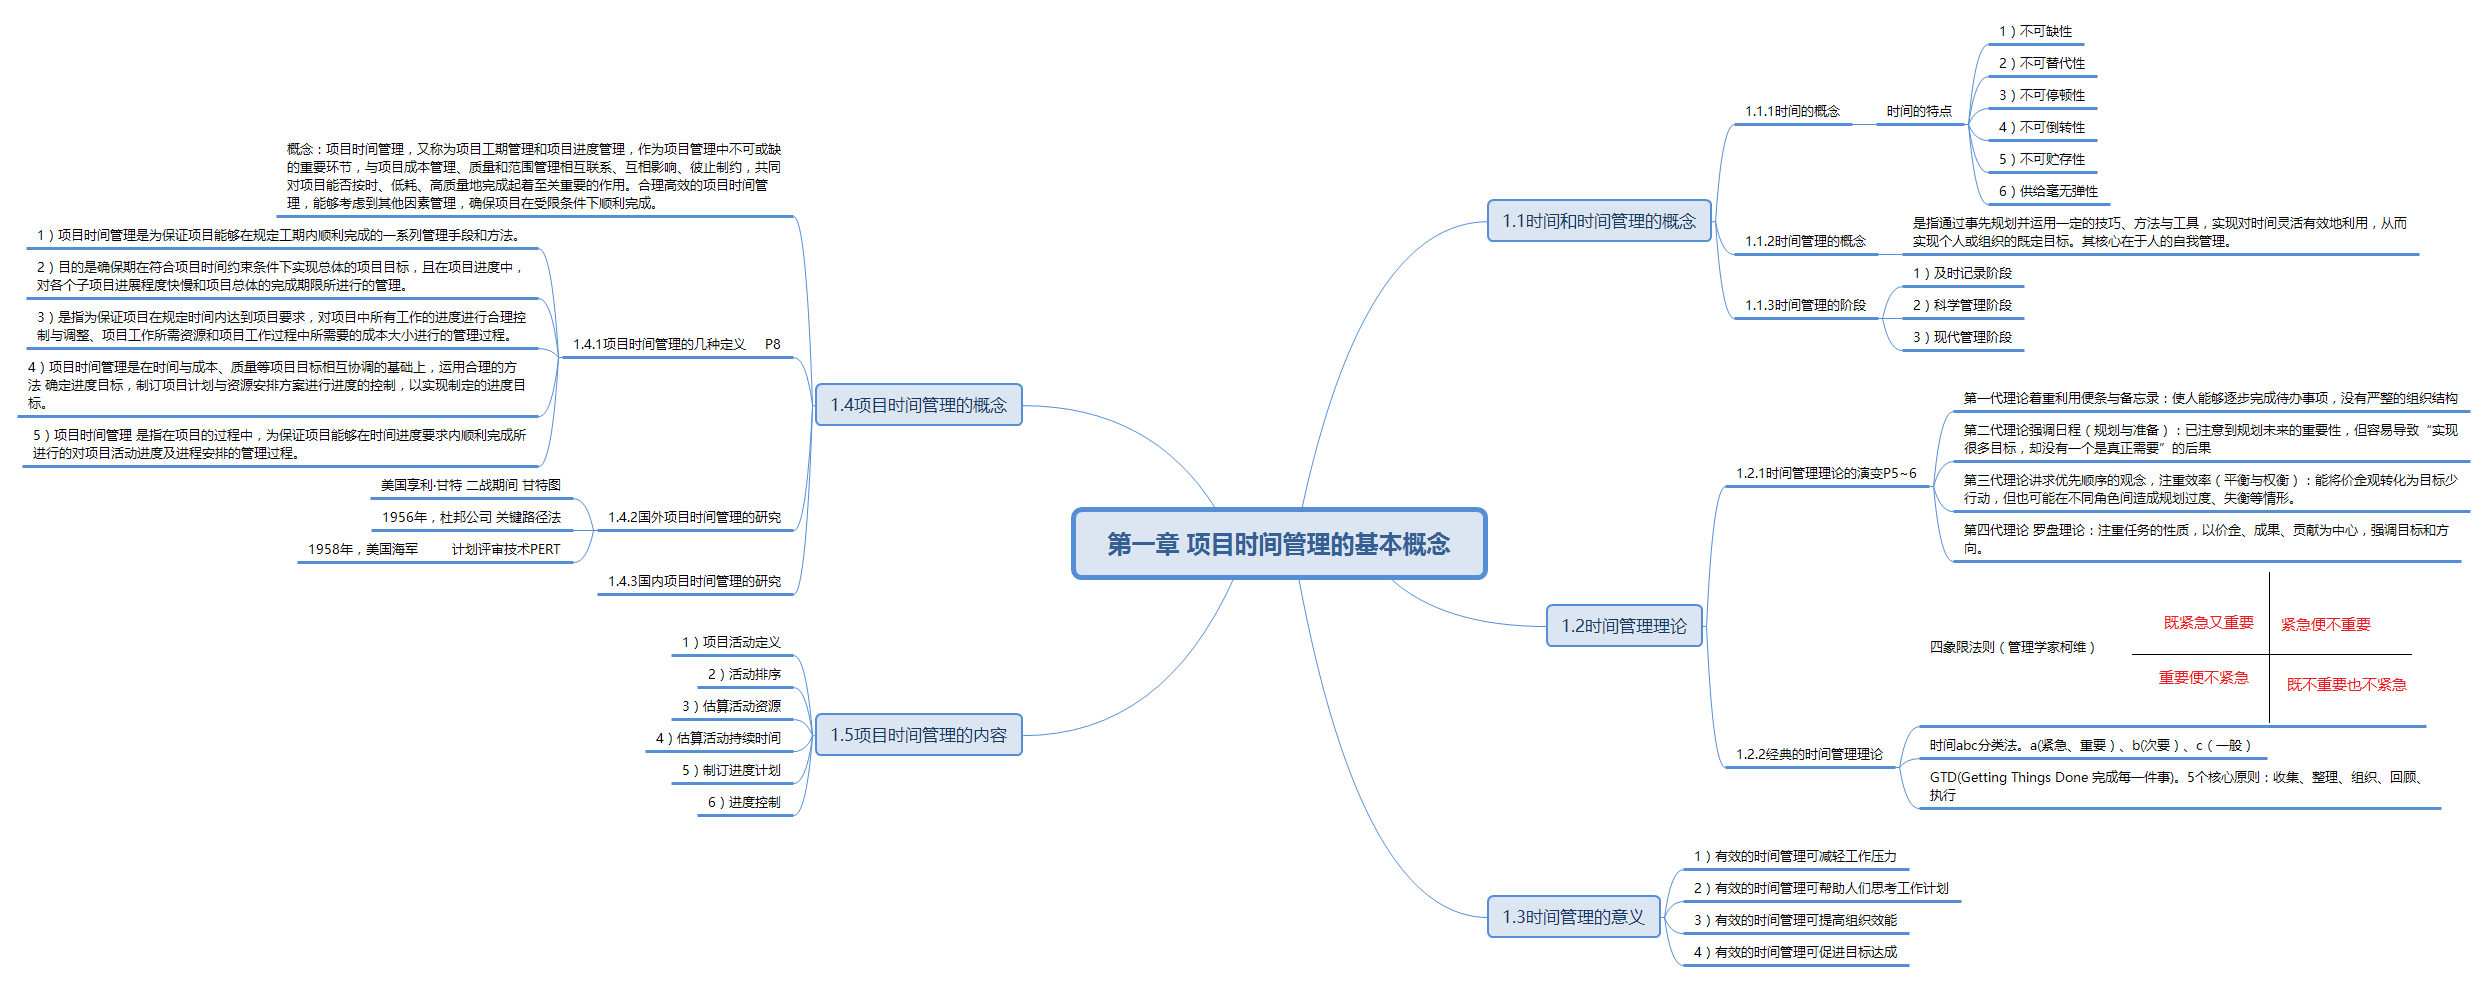 第一章 项目时间管理的基本概念
1.1时间和时间管理的概念
1.1.1时间的概念
时间的特点
1）不可缺性
2）不可替代性
3）不可停顿性
4）不可倒转性
5）不可贮存性
6）供给毫无弹性
1.1.2时间管理的概念
是指通过事先规划并运用一定的技巧、方法与工具，实现对时间灵活有效地利用，从而
实现个人或组织的既定目标。其核心在于人的自我管理。
1.1.3时间管理的阶段
1）及时记录阶段
2）科学管理阶段
3）现代管理阶段
1.2时间管理理论
1.2.1时间管理理论的演变P5~6
第一代理论着重利用便条与备忘录：使人能够逐步完成待办事项，没有严整的组织结构
第二代理论强调日程（规划与准备）：已注意到规划未来的重要性，但容易导致“实现
很多目标，却没有一个是真正需要”的后果
第三代理论讲求优先顺序的观念，注重效率（平衡与权衡）：能将价金观转化为目标少
行动，但也可能在不同角色间造成规划过度、失衡等情形。
第四代理论 罗盘理论：注重任务的性质，以价金、成果、贡献为中心，强调目标和方
向。
1.2.2经典的时间管理理论
四象限法则（管理学家柯维）
既紧急又重要
紧急便不重要
重要便不紧急
既不重要也不紧急
时间abc分类法。a(紧急、重要）、b(次要）、c（一般）
GTD(Getting Things Done 完成每一件事)。5个核心原则：收集、整理、组织、回顾、
执行
1.3时间管理的意义
1）有效的时间管理可减轻工作压力
2）有效的时间管理可帮助人们思考工作计划
3）有效的时间管理可提高组织效能
4）有效的时间管理可促进目标达成
1.4项目时间管理的概念
概念：项目时间管理，又称为项目工期管理和项目进度管理，作为项目管理中不可或缺
的重要环节，与项目成本管理、质量和范围管理相互联系、互相影响、彼止制约，共同
对项目能否按时、低耗、高质量地完成起着至关重要的作用。合理高效的项目时间管
理，能够考虑到其他因素管理，确保项目在受限条件下顺利完成。
1.4.1项目时间管理的几种定义 P8
1）项目时间管理是为保证项目能够在规定工期内顺利完成的一系列管理手段和方法。
2）目的是确保期在符合项目时间约束条件下实现总体的项目目标，且在项目进度中，
对各个子项目进展程度快慢和项目总体的完成期限所进行的管理。
3）是指为保证项目在规定时间内达到项目要求，对项目中所有工作的进度进行合理控
制与调整、项目工作所需资源和项目工作过程中所需要的成本大小进行的管理过程。
4）项目时间管理是在时间与成本、质量等项目目标相互协调的基础上，运用合理的方
法 确定进度目标，制订项目计划与资源安排方案进行进度的控制，以实现制定的进度目
标。
5）项目时间管理 是指在项目的过程中，为保证项目能够在时间进度要求内顺利完成所
进行的对项目活动进度及进程安排的管理过程。
1.4.2国外项目时间管理的研究
美国享利·甘特 二战期间 甘特图
1956年，杜邦公司 关键路径法
1958年，美国海军 计划评审技术PERT
1.4.3国内项目时间管理的研究
1.5项目时间管理的内容
1）项目活动定义
2）活动排序
3）估算活动资源
4）估算活动持续时间
5）制订进度计划
6）进度控制